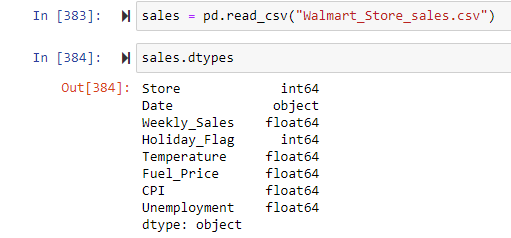 In [383]: sales = pd.read_csv("Walmart_Store_sales.csv")
In [384]: sales.dtypes
Out[384]: Store int64
Date object
Weekly_Sales float64
Holiday_Flag int64
Temperature float64
Fuel_Price float64
CPI float64
Unemployment float64
dtype: object